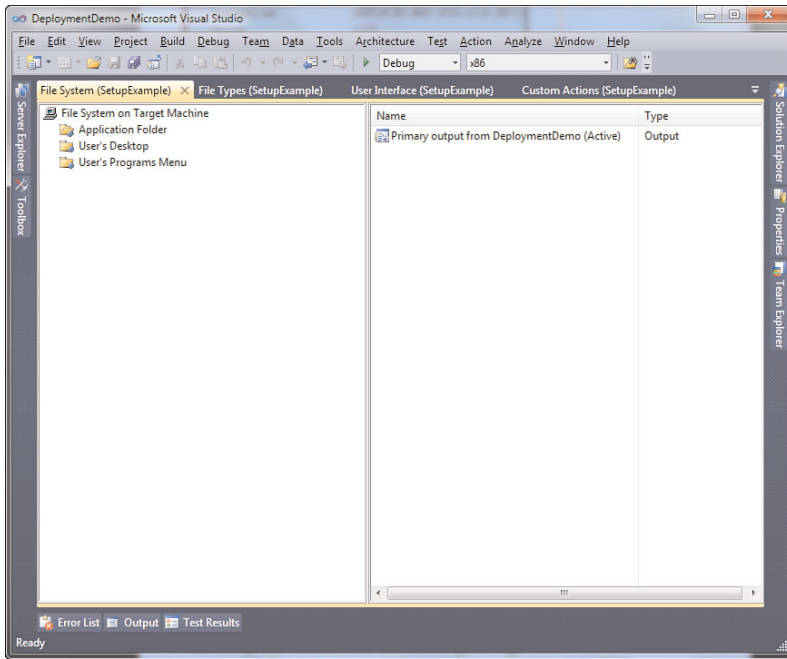 DeploymentDemo - Microsoft Visual Studio
File Edit View Project Build Debug Team Data Tools Architecture Test Action Analyze Window Help
Debug x86
File System (SetupExample) File Types (SetupExample) User Interface (SetupExample) Custom Actions (SetupExample)
Server Explorer
Toolbox
File System on Target Machine
Application Folder
User's Desktop
User's Programs Menu
Name Type
Primary output from DeploymentDemo (Active) Output
Solution Explorer
Properties
Team Explorer
Error List Output Test Results
Ready